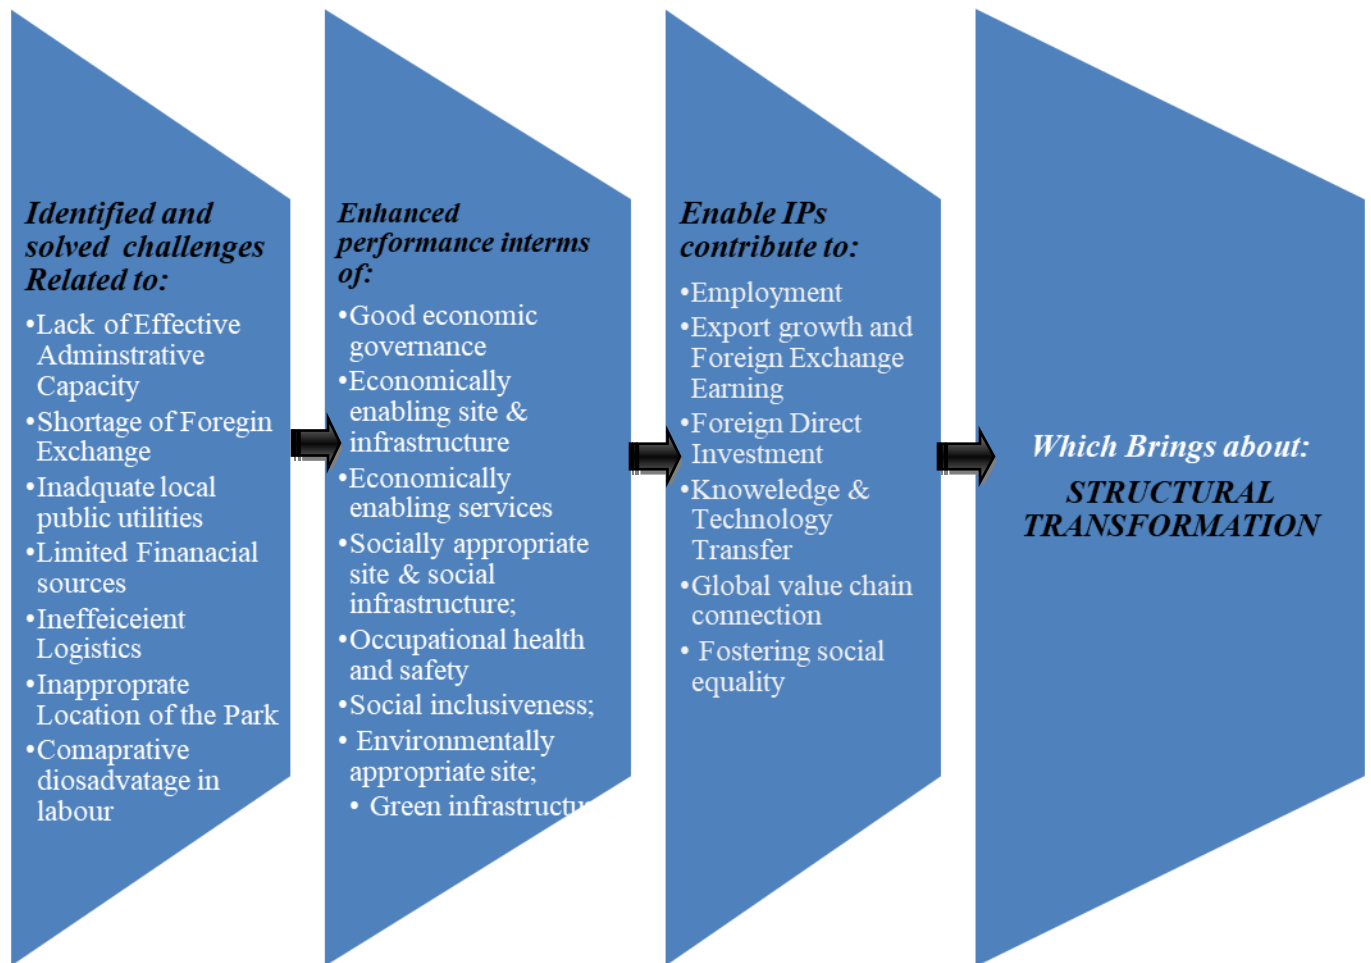 Identified and
solved challenges
Related to:
•Lack of Effective
Adminstrative
Capacity
•Shortage of Foregin
Exchange
•Inadquate local
public utilities
•Limited Finanacial
sources
•Ineffeiceient
Logistics
•Inapproprate
Location of the Park
•Comaprative
diosadvatage in
labour
Enhanced
performance interms
of:
•Good economic
governance
•Economically
enabling site &
infrastructure
•Economically
enabling services
•Socially appropriate
site & social
infrastructure;
•Occupational health
and safety
•Social inclusiveness;
• Environmentally
appropriate site;
• Green infrastructu
Enable IPs
contribute to:
•Employment
•Export growth and
Foreign Exchange
Earning
•Foreign Direct
Investment
•Knoweledge &
Technology
Transfer
•Global value chain
connection
• Fostering social
equality
Which Brings about:
STRUCTURAL
TRANSFORMATION